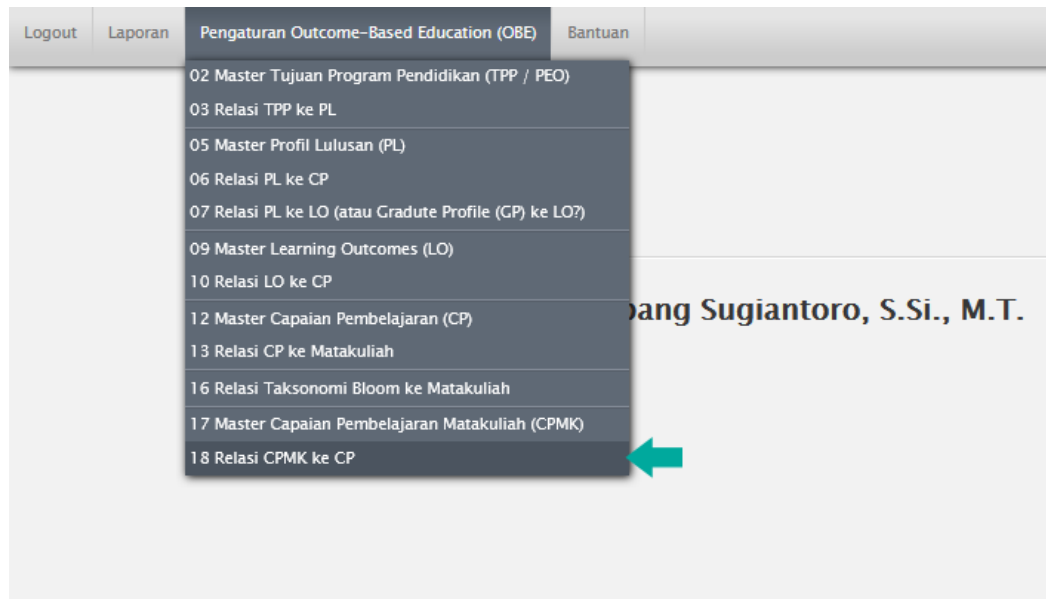 Logout Laporan Pengaturan Outcome-Based Education (OBE) Bantuan
02 Master Tujuan Program Pendidikan (TPP / PEO)
03 Relasi TPP ke PL
05 Master Profil Lulusan (PL)
06 Relasi PL ke CP
07 Relasi PL ke LO (atau Gradute Profile (GP) ke LO?)
09 Master Learning Outcomes (LO)
10 Relasi LO ke CP
Sugiantoro, S.Si., M.T.
12 Master Capaian Pembelajaran (CP)
13 Relasi CP ke Matakuliah
16 Relasi Taksonomi Bloom ke Matakuliah
17 Master Capaian Pembelajaran Matakuliah (CPMK)
18 Relasi CPMK ke CP